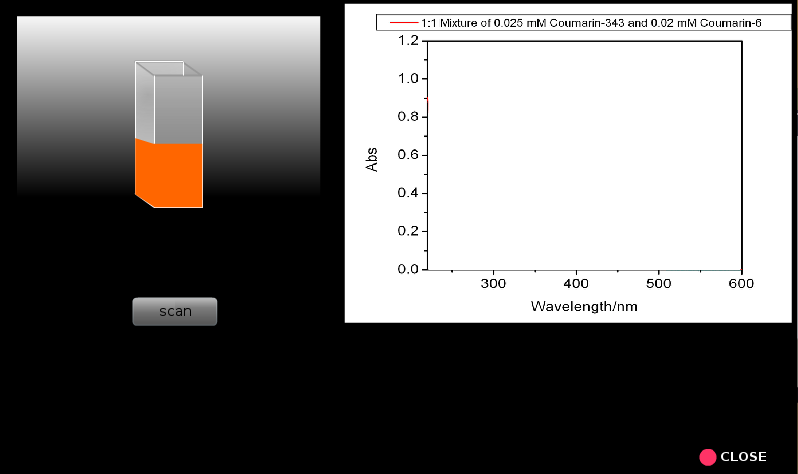 1:1 Mixture of 0.025 mM Coumarin-343 and 0.02 mM Coumarin-6
1.2
1.0
0.8
0.6
0.4
0.2
0.0
Abs
300 400 500 600
Wavelength/nm
scan
CLOSE